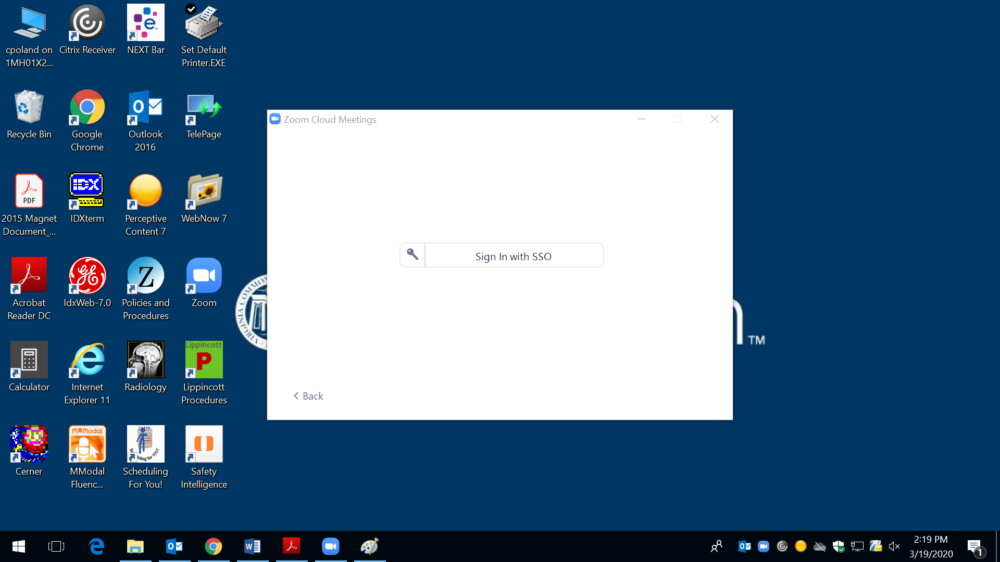 cpoland on
1MH01X2...
Citrix Receiver
NEXT Bar
Set Default
Printer.EXE
Recycle Bin
Google
Chrome
Outlook
2016
TelePage
PDF
2015 Magnet
Document_...
IDX
IDXterm
Perceptive
Content 7
WebNow 7
Acrobat
Reader DC
IdxWeb-7.0
Z
Policies and
Procedures
Zoom
Calculator
Internet
Explorer 11
Radiology
Lippincott
P
Lippincott
Procedures
Cerner
M*Modal
MModal
Fluenc...
Scheduling
For You!
Safety
Intelligence
Zoom Cloud Meetings
Sign In with SSO
< Back
VIRGINIA COMMON
TM
2:19 PM
3/19/2020
1